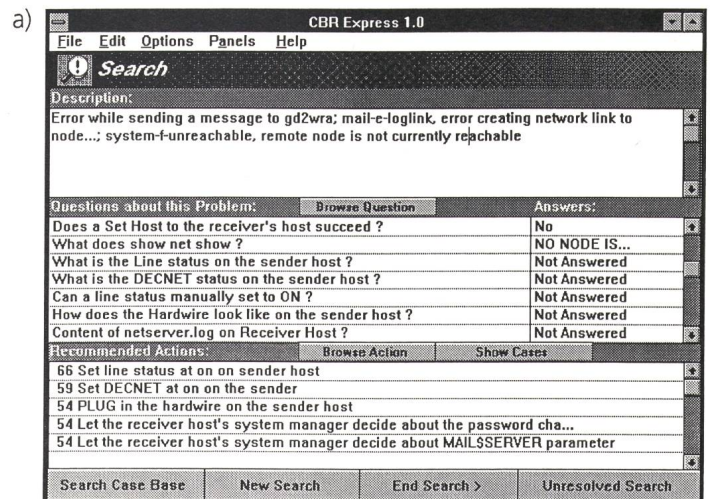 a)
CBR Express 1.0
File Edit Options Panels Help
Search
Description:
Error while sending a message to gd2wra; mail-e-loglink, error creating network link to
node...; system-f-unreachable, remote node is not currently reachable
Questions about this Problem: Browse Question Answers:
Does a Set Host to the receiver's host succeed ? No
What does show net show ? NO NODE IS...
What is the Line status on the sender host ? Not Answered
What is the DECNET status on the sender host ? Not Answered
Can a line status manually set to ON ? Not Answered
How does the Hardwire look like on the sender host ? Not Answered
Content of netserver.log on Receiver Host ? Not Answered
Recommended Actions: Browse Action Show Cases
66 Set line status at on on sender host
59 Set DECNET at on on the sender
54 PLUG in the hardwire on the sender host
54 Let the receiver host's system manager decide about the password cha...
54 Let the receiver host's system manager decide about MAIL$SERVER parameter
Search Case Base New Search End Search > Unresolved Search